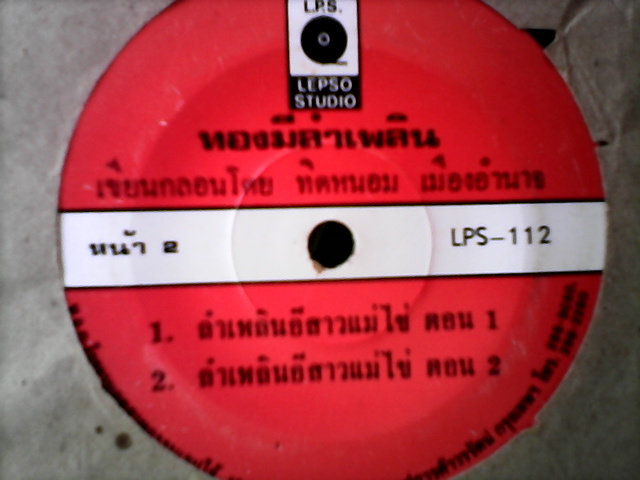 L.P.S.
LEPSO
STUDIO
ทองมีลำเพลิน
เขียนกลอนโดย ทิดหนอม เมืองอำนาจ
หน้า 2
LPS-112
1. ลำเพลินอีสาวแม่ไข่ ตอน 1
2. ลำเพลินอีสาวแม่ไข่ ตอน 2